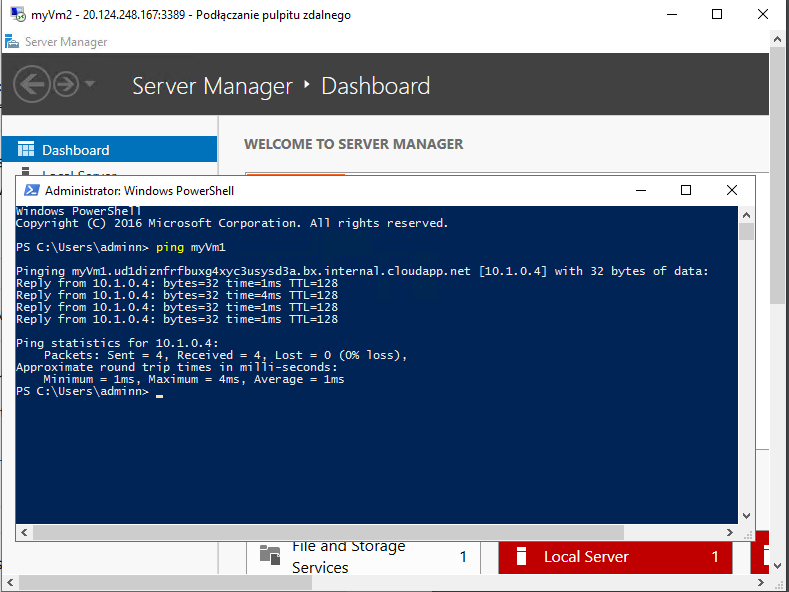 myVm2 - 20.124.248.167:3389 - Podłączanie pulpitu zdalnego
Server Manager
Server Manager ‣ Dashboard
Dashboard
WELCOME TO SERVER MANAGER
Local Server
Administrator: Windows PowerShell
Windows PowerShell
Copyright (C) 2016 Microsoft Corporation. All rights reserved.
PS C:\Users\adminn> ping myVm1
Pinging myVm1.ud1diznfrfbuxg4xyc3usysd3a.bx.internal.cloudapp.net [10.1.0.4] with 32 bytes of data:
Reply from 10.1.0.4: bytes=32 time=1ms TTL=128
Reply from 10.1.0.4: bytes=32 time=4ms TTL=128
Reply from 10.1.0.4: bytes=32 time=1ms TTL=128
Reply from 10.1.0.4: bytes=32 time=1ms TTL=128
Ping statistics for 10.1.0.4:
    Packets: Sent = 4, Received = 4, Lost = 0 (0% loss),
Approximate round trip times in milli-seconds:
    Minimum = 1ms, Maximum = 4ms, Average = 1ms
PS C:\Users\adminn>
File and Storage
Services 1
Local Server 1